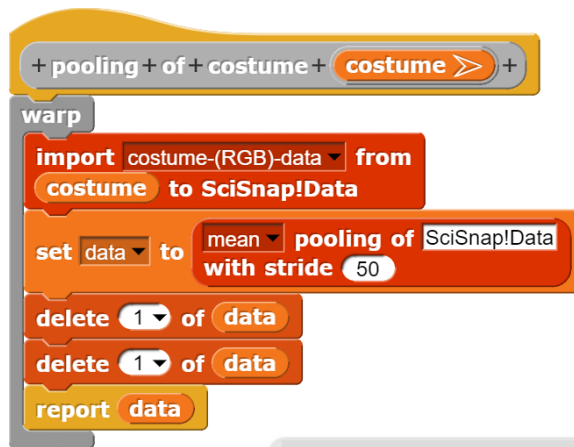 + pooling + of + costume + costume +
warp
import costume-(RGB)-data from
costume to SciSnap!Data
set data to mean pooling of SciSnap!Data
with stride 50
delete 1 of data
delete 1 of data
report data